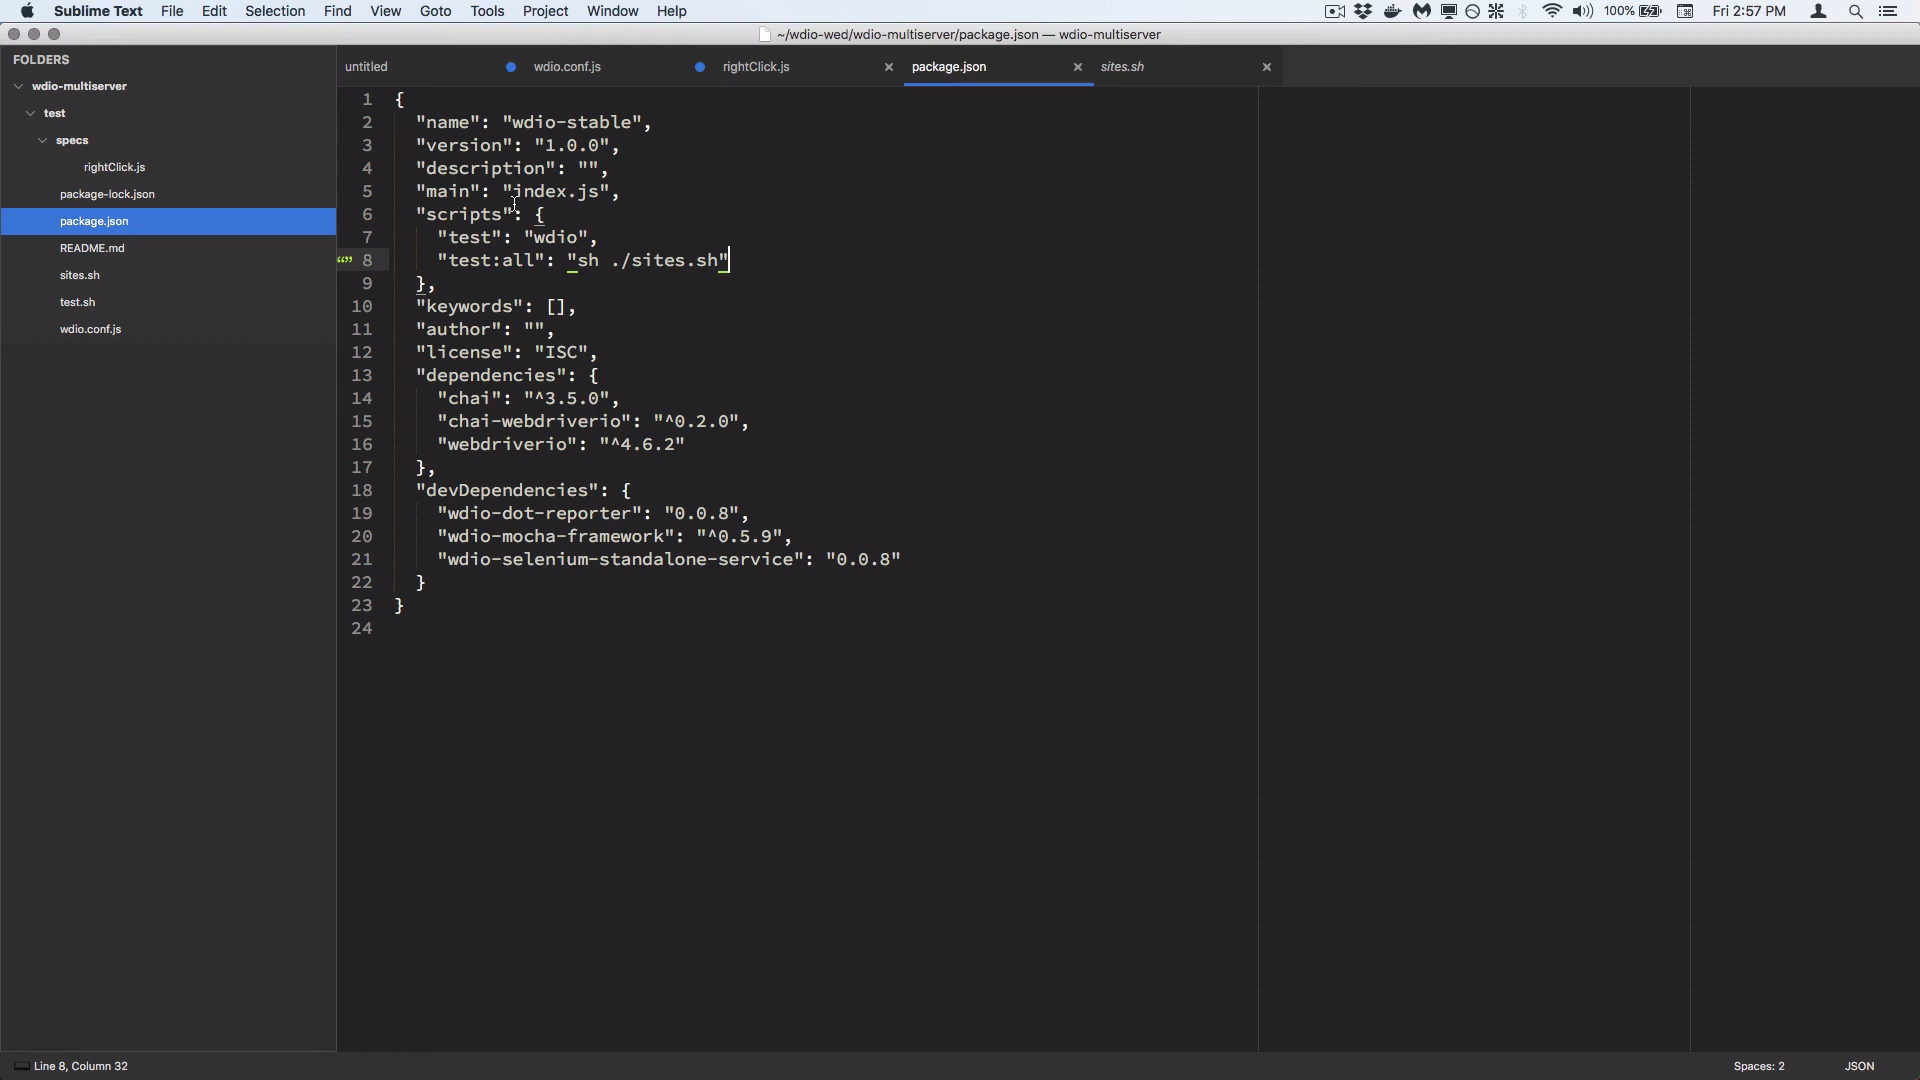 Sublime Text File Edit Selection Find View Goto Tools Project Window Help 100% Fri 2:57 PM
~/wdio-wed/wdio-multiserver/package.json — wdio-multiserver
FOLDERS
wdio-multiserver
test
specs
rightClick.js
package-lock.json
package.json
README.md
sites.sh
test.sh
wdio.conf.js
untitled wdio.conf.js rightClick.js package.json sites.sh
1 {
2 "name": "wdio-stable",
3 "version": "1.0.0",
4 "description": "",
5 "main": "index.js",
6 "scripts": {
7 "test": "wdio",
8 "test:all": "sh ./sites.sh"
9 },
10 "keywords": [],
11 "author": "",
12 "license": "ISC",
13 "dependencies": {
14 "chai": "^3.5.0",
15 "chai-webdriverio": "^0.2.0",
16 "webdriverio": "^4.6.2"
17 },
18 "devDependencies": {
19 "wdio-dot-reporter": "0.0.8",
20 "wdio-mocha-framework": "^0.5.9",
21 "wdio-selenium-standalone-service": "0.0.8"
22 }
23 }
24
Line 8, Column 32 Spaces: 2 JSON